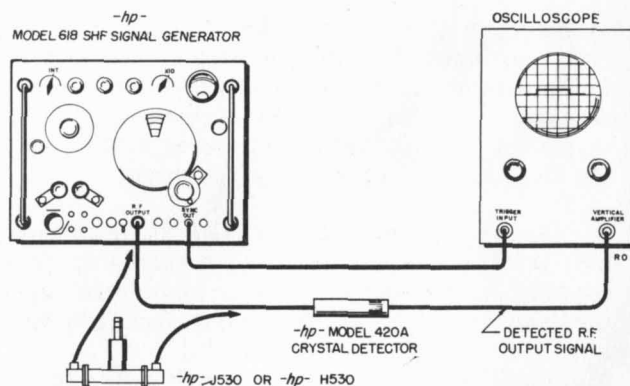 -hp-
MODEL 618 SHF SIGNAL GENERATOR
OSCILLOSCOPE
INT
X10
R F
OUTPUT
SYNC
OUT
TRIGGER
INPUT
VERTICAL
AMPLIFIER
RO
-hp- MODEL 420A
CRYSTAL DETECTOR
DETECTED R.F.
OUTPUT SIGNAL
-hp- J530 OR -hp- H530